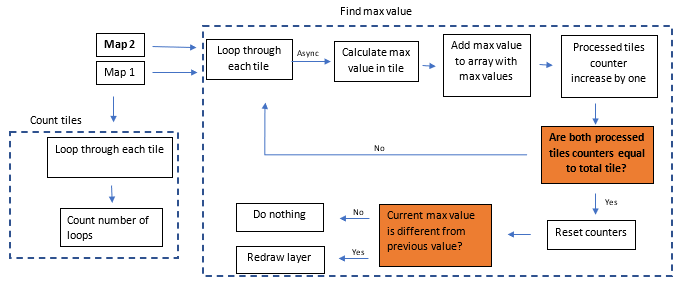 Find max value
Map 2
Map 1
Loop through
each tile
Async
Calculate max
value in tile
Add max value
to array with
max values
Processed tiles
counter
increase by one
Count tiles
Loop through each tile
Count number of
loops
No
Are both processed
tiles counters equal
to total tile?
Yes
Do nothing
No
Current max value
is different from
previous value?
Reset counters
Redraw layer
Yes